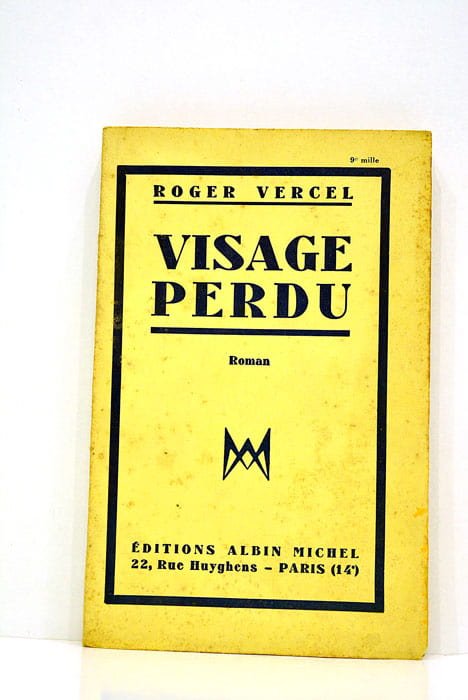 9e mille
ROGER VERCEL
VISAGE
PERDU
Roman
ÉDITIONS ALBIN MICHEL
22, Rue Huyghens – PARIS (14e)